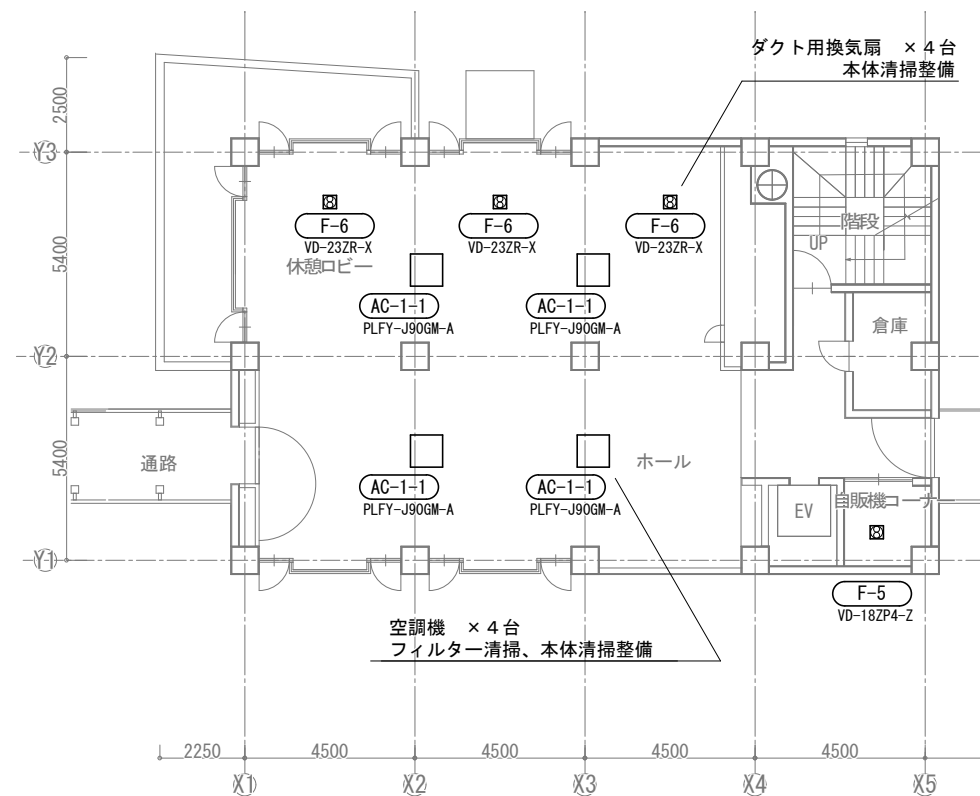 ダクト用換気扇　×４台
本体清掃整備
2500
Y3
F-6
VD-23ZR-X
F-6
VD-23ZR-X
F-6
VD-23ZR-X
階段
UP
休憩ロビー
5400
AC-1-1
PLFY-J90GM-A
AC-1-1
PLFY-J90GM-A
倉庫
Y2
5400
通路
ホール
AC-1-1
PLFY-J90GM-A
AC-1-1
PLFY-J90GM-A
EV
自販機コーナ
Y1
F-5
VD-18ZP4-Z
空調機　×４台
フィルター清掃、本体清掃整備
2250
4500
4500
4500
4500
X1
X2
X3
X4
X5